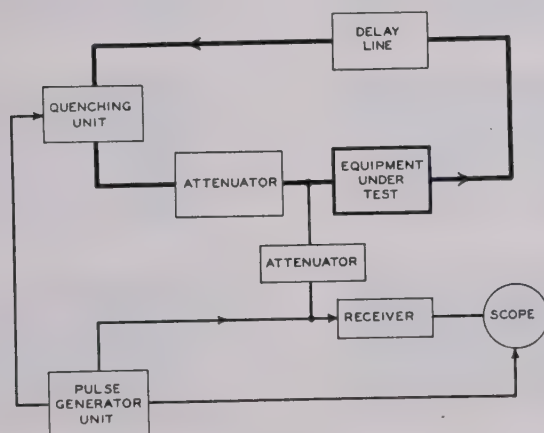 DELAY
LINE
QUENCHING
UNIT
ATTENUATOR
EQUIPMENT
UNDER
TEST
ATTENUATOR
RECEIVER
SCOPE
PULSE
GENERATOR
UNIT